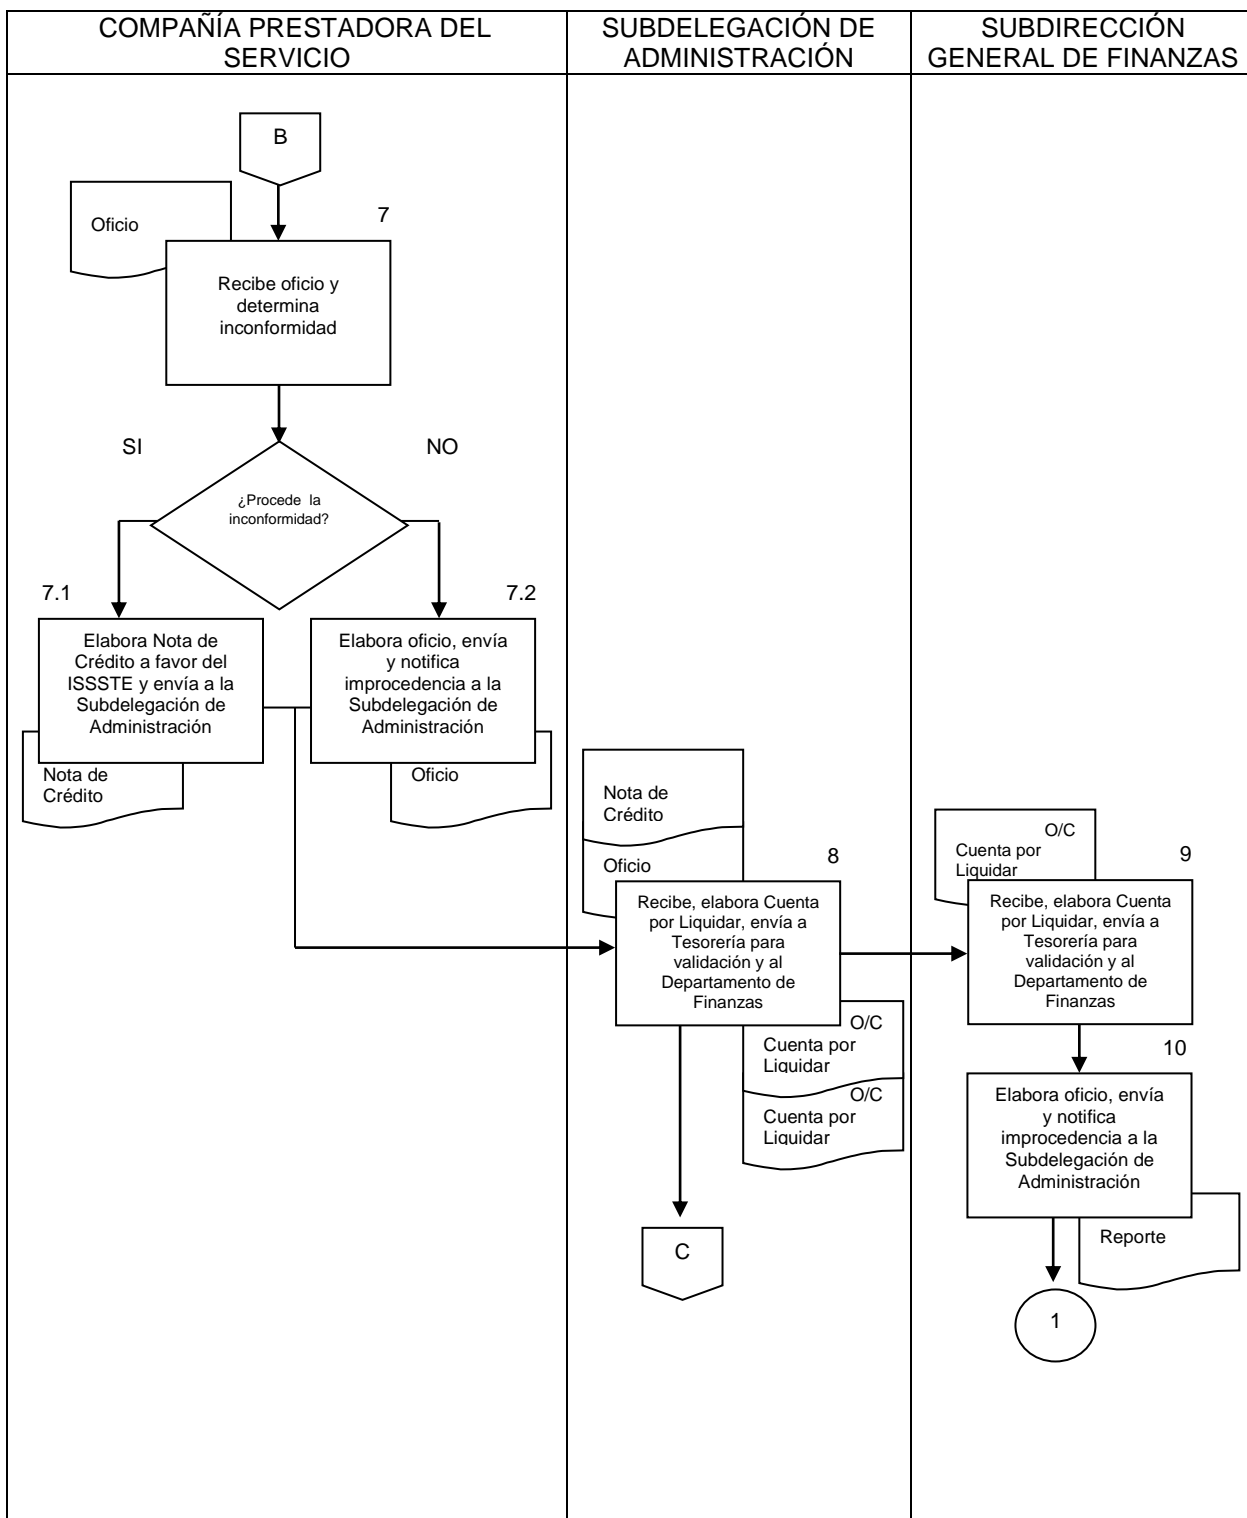 COMPAÑÍA PRESTADORA DEL
SERVICIO
SUBDELEGACIÓN DE
ADMINISTRACIÓN
SUBDIRECCIÓN
GENERAL DE FINANZAS
B
Oficio
7
Recibe oficio y
determina
inconformidad
SI
NO
¿Procede la
inconformidad?
7.1
7.2
Elabora Nota de
Crédito a favor del
ISSSTE y envía a la
Subdelegación de
Administración
Elabora oficio, envía
y notifica
improcedencia a la
Subdelegación de
Administración
Nota de
Crédito
Oficio
Nota de
Crédito
Oficio
8
Recibe, elabora Cuenta
por Liquidar, envía a
Tesorería para
validación y al
Departamento de
Finanzas
O/C
Cuenta por
Liquidar
O/C
Cuenta por
Liquidar
C
O/C
Cuenta por
Liquidar
9
Recibe, elabora Cuenta
por Liquidar, envía a
Tesorería para
validación y al
Departamento de
Finanzas
10
Elabora oficio, envía
y notifica
improcedencia a la
Subdelegación de
Administración
Reporte
1